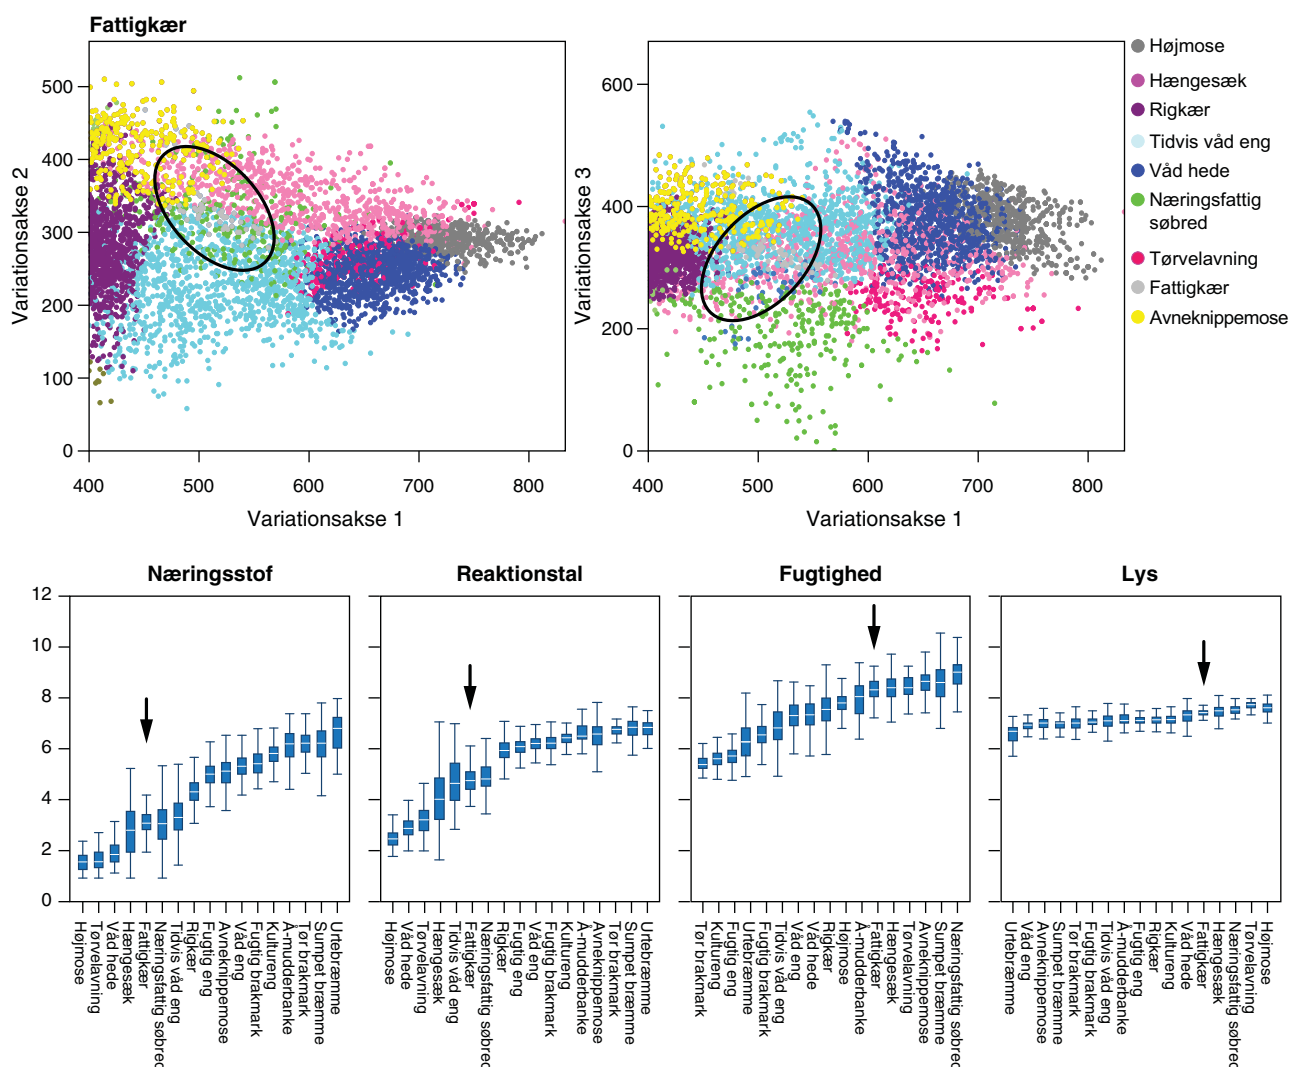 Fattigkær
Variationsakse 2
500
400
300
200
100
0
400
500
600
700
800
Variationsakse 1
Variationsakse 3
600
400
200
0
400
500
600
700
800
Variationsakse 1
Højmose
Hængesæk
Rigkær
Tidvis våd eng
Våd hede
Næringsfattig
søbred
Tørvelavning
Fattigkær
Avneknippemose
Næringsstof
12
10
8
6
4
2
0
Højmose
Tørvelavning
Våd hede
Hængesæk
Fattigkær
Næringsfattig søbred
Tidvis våd eng
Rigkær
Fugtig eng
Avneknippemose
Våd eng
Fugtig brakmark
Kultureng
Å-mudderbanke
Tør brakmark
Sumpet bræmme
Urtebræmme
Reaktionstal
Højmose
Våd hede
Tørvelavning
Hængesæk
Tidvis våd eng
Fattigkær
Næringsfattig søbred
Rigkær
Fugtig eng
Våd eng
Fugtig brakmark
Kultureng
Å-mudderbanke
Avneknippemose
Tør brakmark
Sumpet bræmme
Urtebræmme
Fugtighed
Tør brakmark
Kultureng
Fugtig eng
Urtebræmme
Fugtig brakmark
Tidvis våd eng
Våd eng
Våd hede
Rigkær
Højmose
Å-mudderbanke
Fattigkær
Hængesæk
Tørvelavning
Avneknippemose
Sumpet bræmme
Næringsfattig søbred
Lys
Urtebræmme
Våd eng
Avneknippemose
Sumpet bræmme
Tør brakmark
Fugtig brakmark
Tidvis våd eng
Å-mudderbanke
Fugtig eng
Rigkær
Kultureng
Våd hede
Fattigkær
Hængesæk
Næringsfattig søbred
Tørvelavning
Højmose